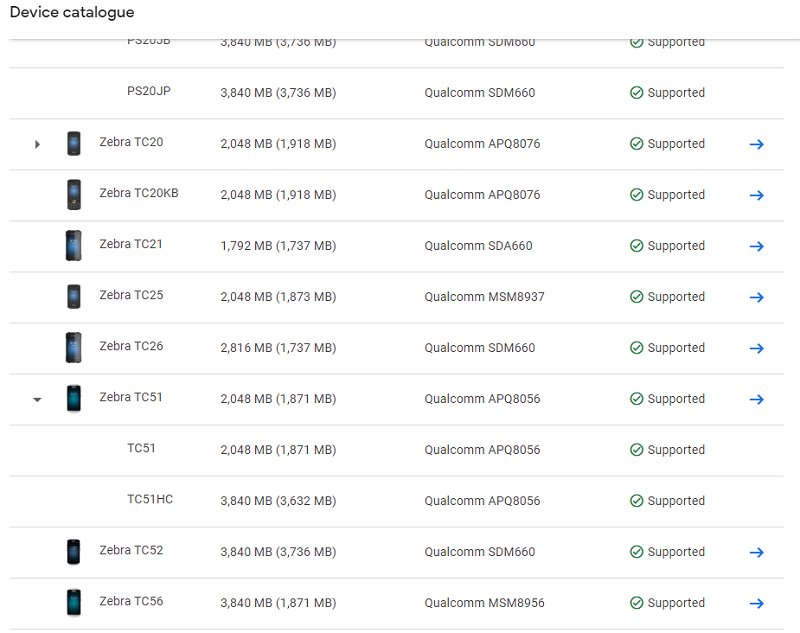 Device catalogue
PS20JB 3,840 MB (3,736 MB) Qualcomm SDM660 Supported
PS20JP 3,840 MB (3,736 MB) Qualcomm SDM660 Supported
Zebra TC20 2,048 MB (1,918 MB) Qualcomm APQ8076 Supported
Zebra TC20KB 2,048 MB (1,918 MB) Qualcomm APQ8076 Supported
Zebra TC21 1,792 MB (1,737 MB) Qualcomm SDA660 Supported
Zebra TC25 2,048 MB (1,873 MB) Qualcomm MSM8937 Supported
Zebra TC26 2,816 MB (1,737 MB) Qualcomm SDM660 Supported
Zebra TC51 2,048 MB (1,871 MB) Qualcomm APQ8056 Supported
TC51 2,048 MB (1,871 MB) Qualcomm APQ8056 Supported
TC51HC 3,840 MB (3,632 MB) Qualcomm APQ8056 Supported
Zebra TC52 3,840 MB (3,736 MB) Qualcomm SDM660 Supported
Zebra TC56 3,840 MB (1,871 MB) Qualcomm MSM8956 Supported